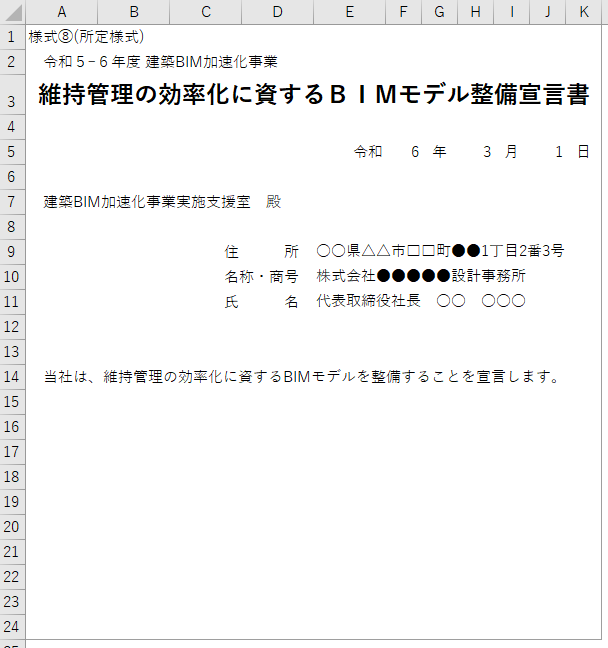 A B C D E F G H I J K
1 様式⑧(所定様式)
2 令和5-6年度 建築BIM加速化事業
3 維持管理の効率化に資するＢＩＭモデル整備宣言書
4
5 令和 6 年 3 月 1 日
6
7 建築BIM加速化事業実施支援室 殿
8
9 住 所 〇〇県△△市□□町●●1丁目2番3号
10 名称・商号 株式会社●●●●●設計事務所
11 氏 名 代表取締役社長 〇〇 〇〇〇
12
13
14 当社は、維持管理の効率化に資するBIMモデルを整備することを宣言します。
15
16
17
18
19
20
21
22
23
24